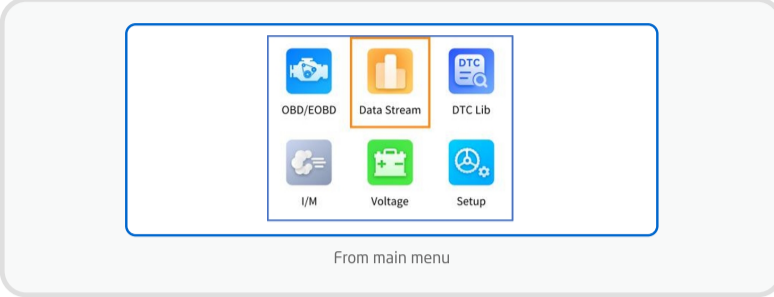 DTC
OBD/EOBD Data Stream DTC Lib
I/M Voltage Setup
From main menu